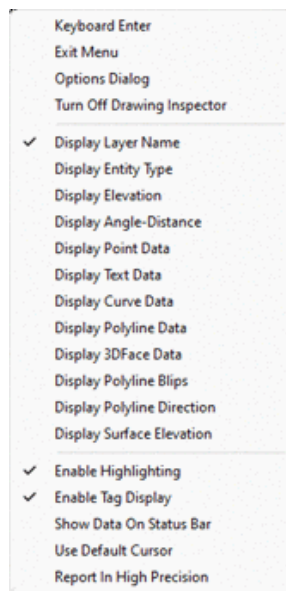 Keyboard Enter
Exit Menu
Options Dialog
Turn Off Drawing Inspector
Display Layer Name
Display Entity Type
Display Elevation
Display Angle-Distance
Display Point Data
Display Text Data
Display Curve Data
Display Polyline Data
Display 3DFace Data
Display Polyline Blips
Display Polyline Direction
Display Surface Elevation
Enable Highlighting
Enable Tag Display
Show Data On Status Bar
Use Default Cursor
Report In High Precision